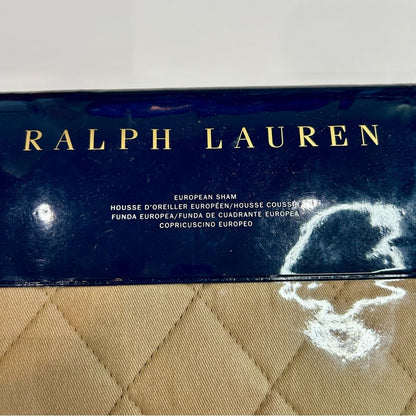 RALPH LAUREN
EUROPEAN SHAM
HOUSSE D'OREILLER EUROPÉEN/HOUSSE COUSSIN
FUNDA EUROPEA/FUNDA DE CUADRANTE EUROPEA
COPRICUSCINO EUROPEO